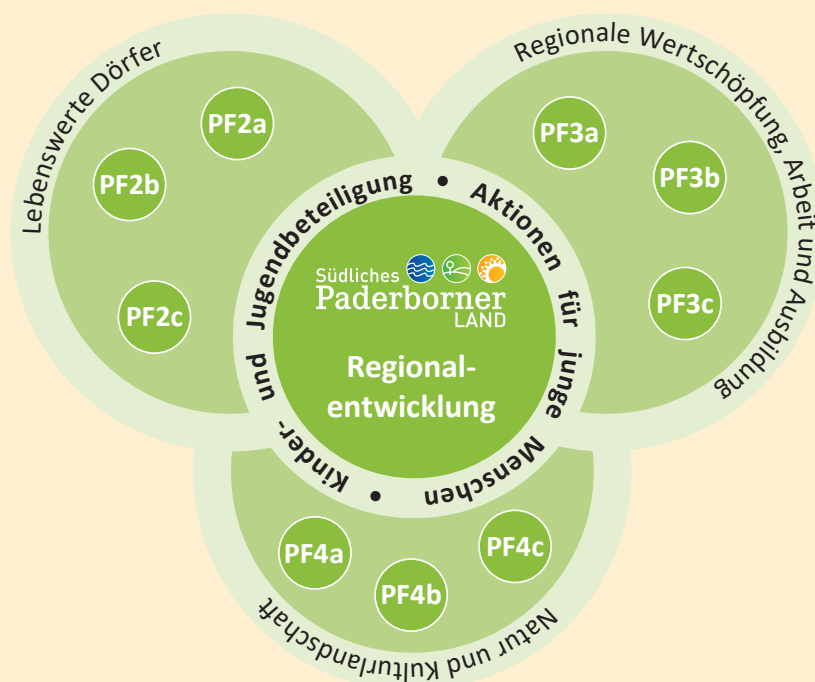 Lebenswerte Dörfer
PF2a
PF2b
PF2c
Regionale Wertschöpfung, Arbeit und Ausbildung
PF3a
PF3b
PF3c
Kinder- und Jugendbeteiligung • Aktionen für junge Menschen •
Südliches
Paderborner
LAND
Regional-
entwicklung
PF4a
PF4b
PF4c
Natur und Kulturlandschaft